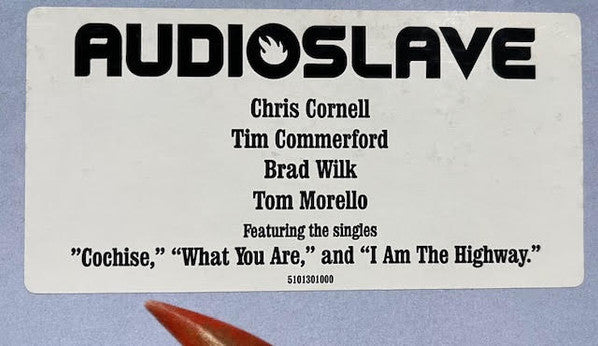 AUDIOSLAVE
Chris Cornell
Tim Commerford
Brad Wilk
Tom Morello
Featuring the singles
”Cochise,” “What You Are,” and “I Am The Highway.”
5101301000